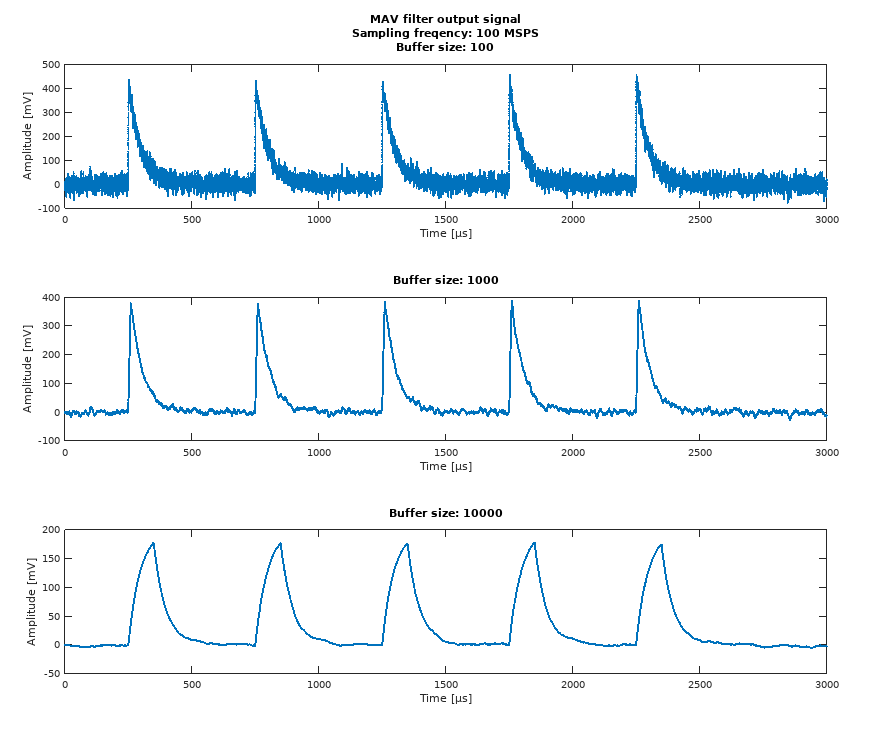 MAV filter output signal
Sampling freqency: 100 MSPS
Buffer size: 100
500
400
300
200
100
0
-100
Amplitude [mV]
0 500 1000 1500 2000 2500 3000
Time [µs]
Buffer size: 1000
400
300
200
100
0
-100
Amplitude [mV]
0 500 1000 1500 2000 2500 3000
Time [µs]
Buffer size: 10000
200
150
100
50
0
-50
Amplitude [mV]
0 500 1000 1500 2000 2500 3000
Time [µs]